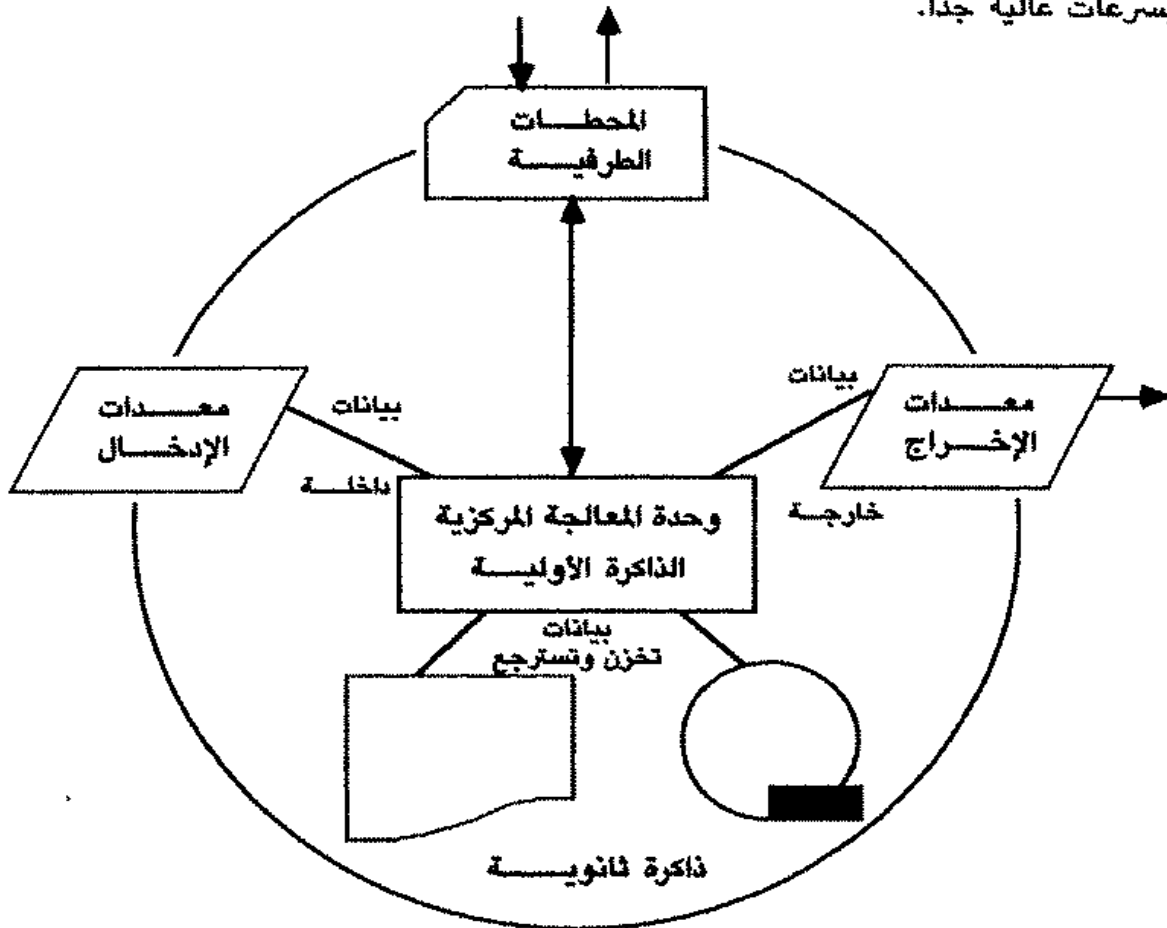 بسرعات عالية جداً.
المحطات
الطرفية
معدات
الإخراج
بيانات
خارجة
بيانات
داخلة
معدات
الإدخال
وحدة المعالجة المركزية
الذاكرة الأولية
بيانات
تخزن وتسترجع
ذاكرة ثانوية